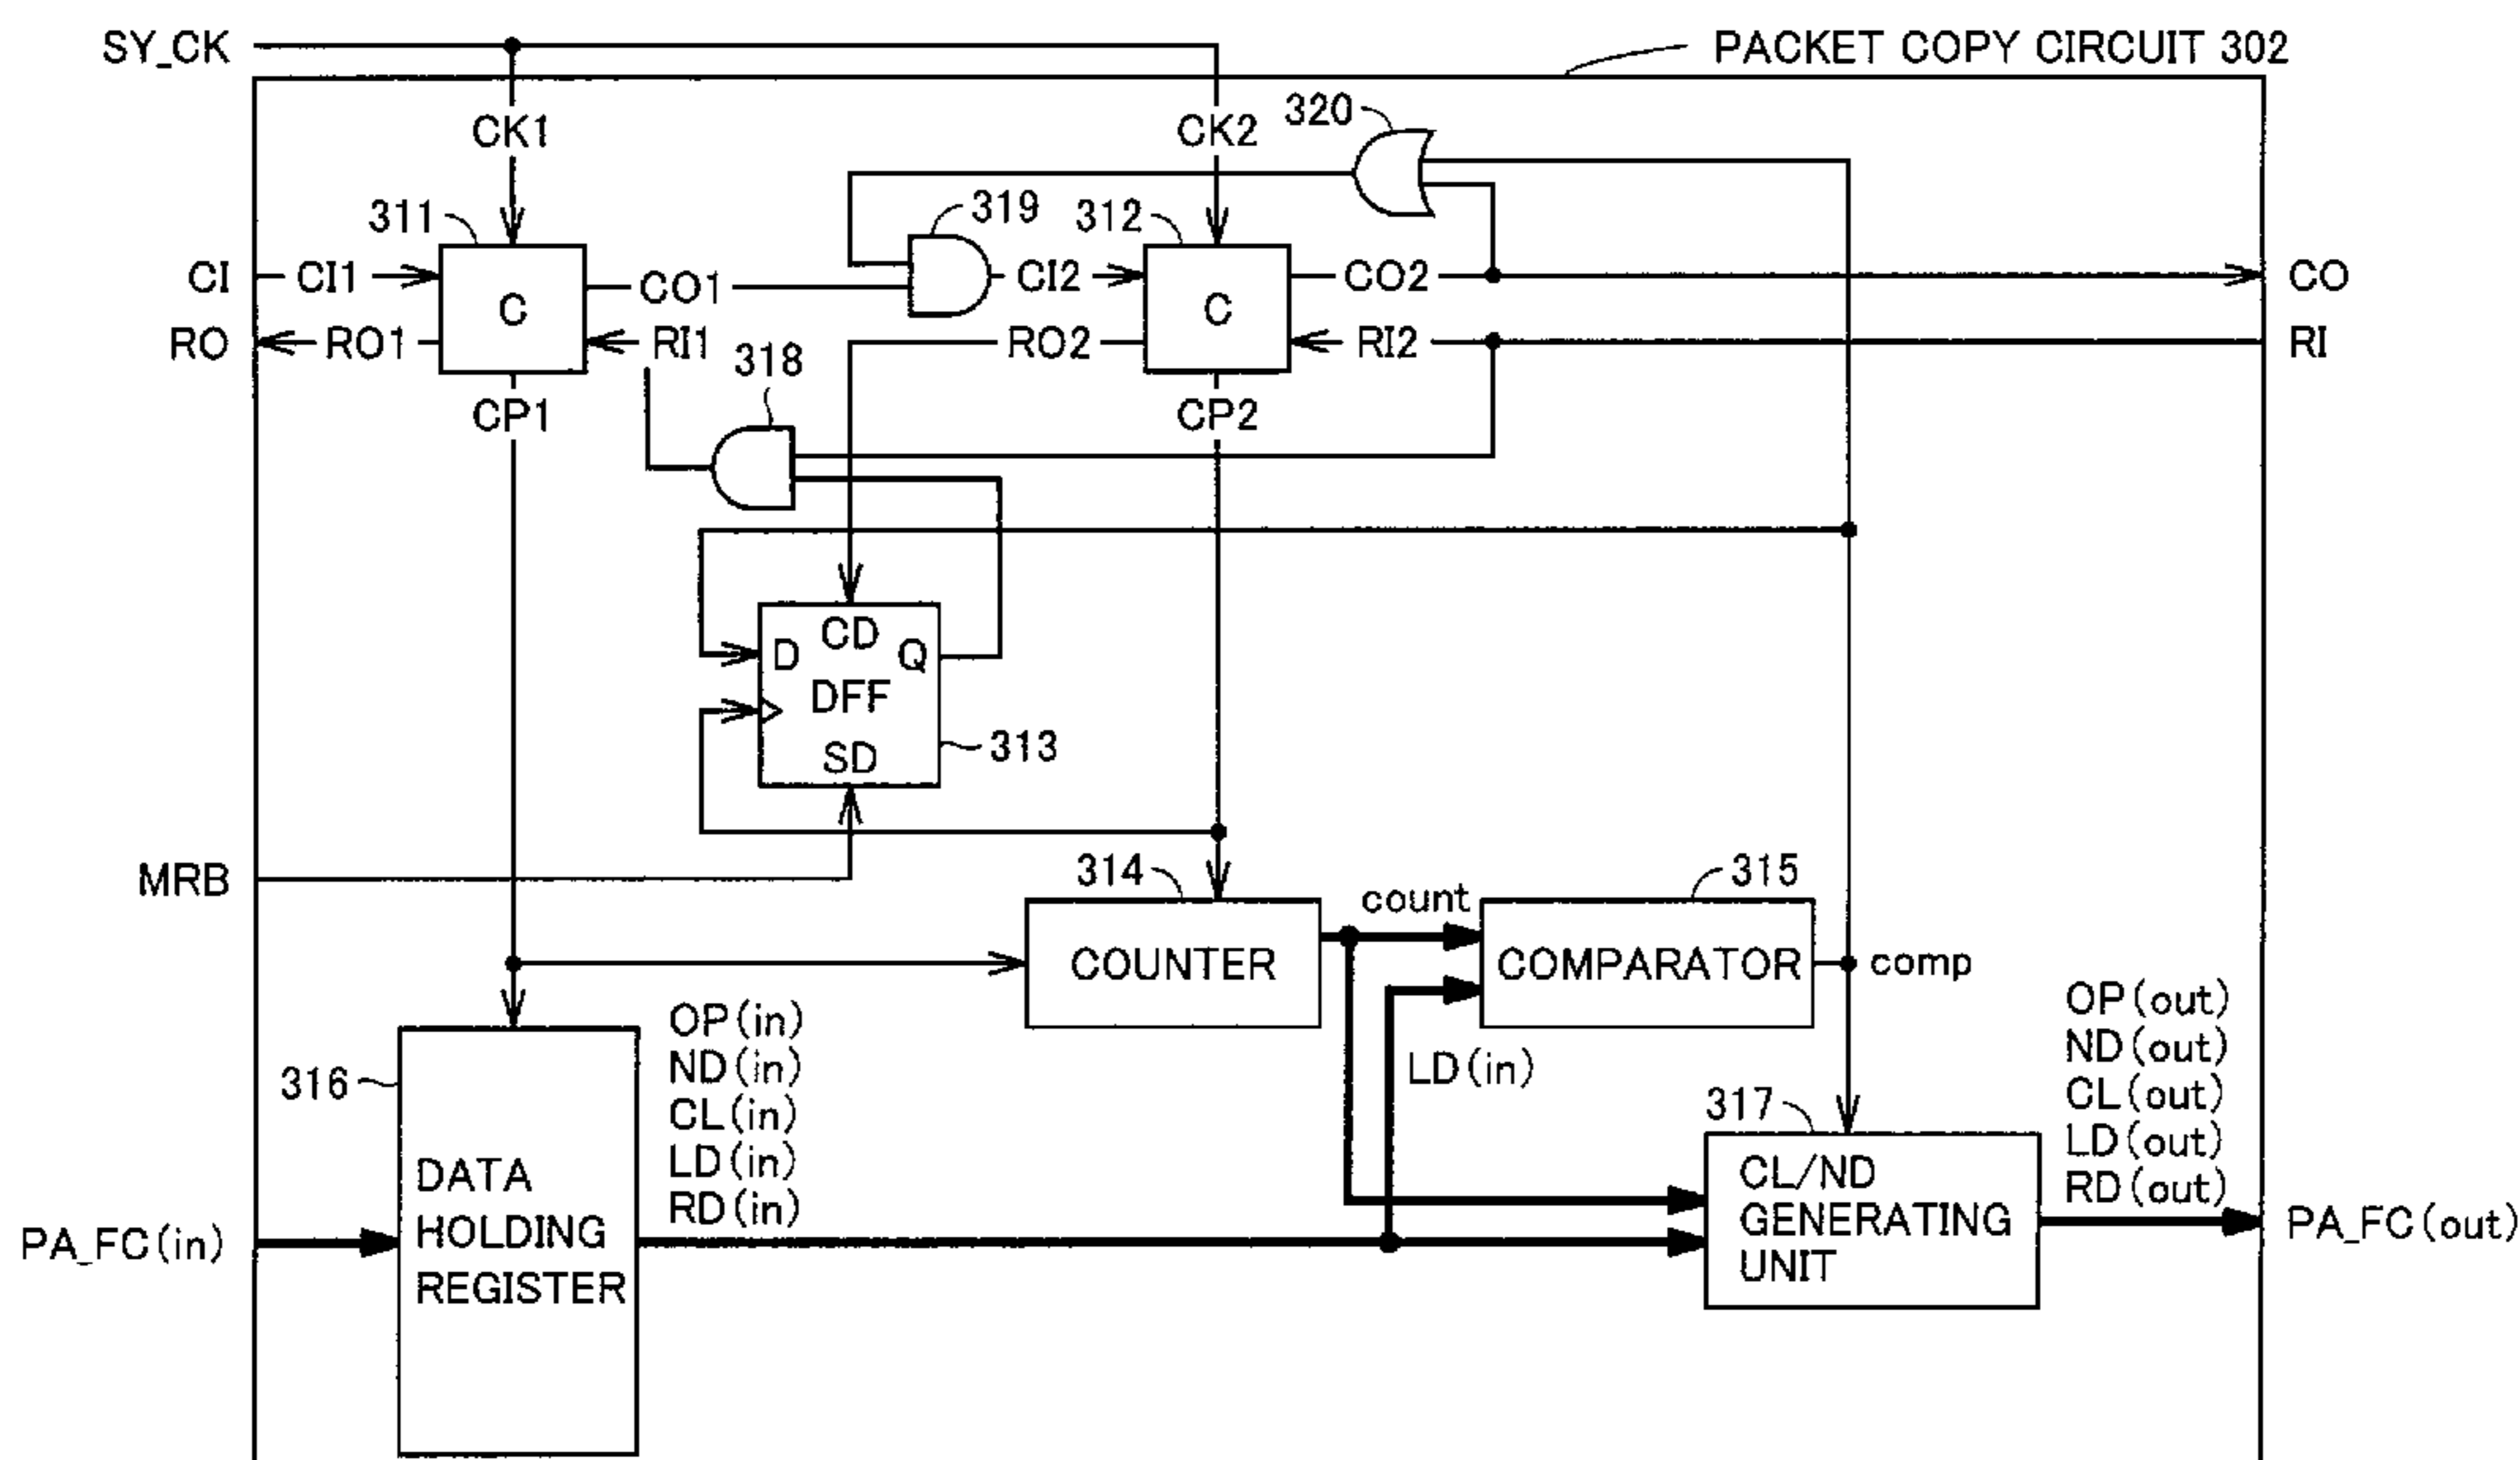 SY_CK
PACKET COPY CIRCUIT 302
CK1
CK2
320
311
319
312
CI
CI1
C
CO1
CI2
C
CO2
CO
RO
RO1
RI1
RO2
RI2
RI
318
CP1
CP2
CD
D
Q
DFF
SD
313
MRB
314
count
315
COUNTER
COMPARATOR
comp
316
OP(in)
ND(in)
CL(in)
LD(in)
RD(in)
LD(in)
317
OP(out)
ND(out)
CL(out)
LD(out)
RD(out)
DATA
HOLDING
REGISTER
CL/ND
GENERATING
UNIT
PA_FC(in)
PA_FC(out)